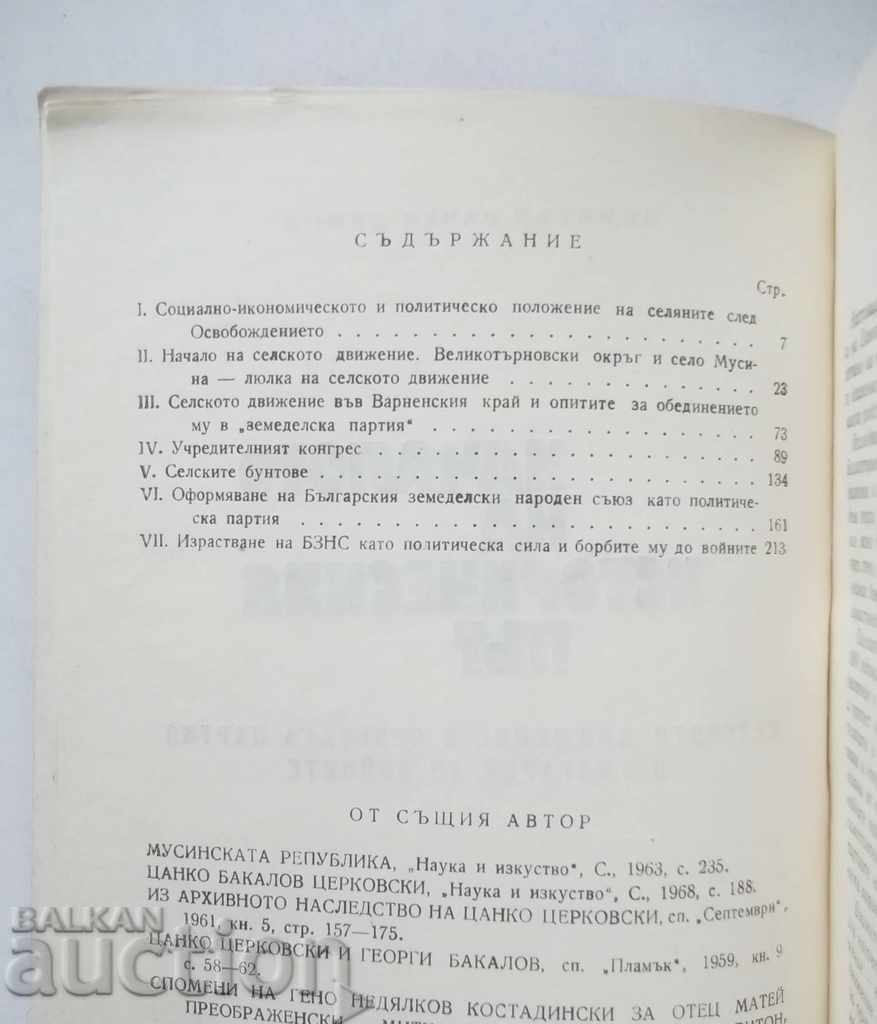 СЪДЪРЖАНИЕ
Стр.
I. Социално-икономическото и политическо положение на селяните след
Освобождението . . . . . . . . . . . . . . . . . . 7
II. Начало на селското движение. Великотърновски окръг и село Муси-
на — люлка на селското движение . . . . . . . . . . . . 23
III. Селското движение във Варненския край и опитите за обединението
му в „земеделска партия“ . . . . . . . . . . . . . . . 73
IV. Учредителният конгрес . . . . . . . . . . . . . . . . . 89
V. Селските бунтове . . . . . . . . . . . . . . . . . . . 134
VI. Оформяване на Българския земеделски народен съюз като политиче-
ска партия . . . . . . . . . . . . . . . . . . . . . 161
VII. Израстване на БЗНС като политическа сила и борбите му до войните 213
ОТ СЪЩИЯ АВТОР
МУСИНСКАТА РЕПУБЛИКА, „Наука и изкуство“, С., 1963, с. 235.
ЦАНКО БАКАЛОВ ЦЕРКОВСКИ, „Наука и изкуство“, С., 1968, с. 188.
ИЗ АРХИВНОТО НАСЛЕДСТВО НА ЦАНКО ЦЕРКОВСКИ, сп. „Септември“,
1961, кн. 5, стр. 157—175.
ЦАНКО ЦЕРКОВСКИ И ГЕОРГИ БАКАЛОВ, сп. „Пламък“, 1959, кн. 9
с. 58—62.
СПОМЕНИ НА ГЕНО НЕДЯЛКОВ КОСТАДИНСКИ ЗА ОТЕЦ МАТЕЙ
ПРЕОБРАЖЕНСКИ
BALKAN
auction